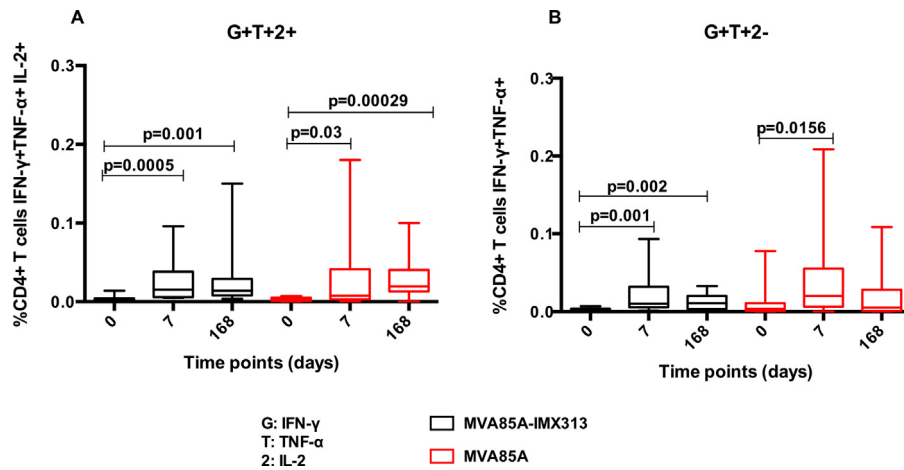 A
G+T+2+
%CD4+ T cells IFN-γ+TNF-α+ IL-2+
0.3
0.2
0.1
0.0
p=0.00029
p=0.001
p=0.03
p=0.0005
0
7
168
0
7
168
Time points (days)
B
G+T+2-
%CD4+ T cells IFN-γ+TNF-α+
0.3
0.2
0.1
0.0
p=0.0156
p=0.002
p=0.001
0
7
168
0
7
168
Time points (days)
G: IFN-γ
T: TNF-α
2: IL-2
MVA85A-IMX313
MVA85A